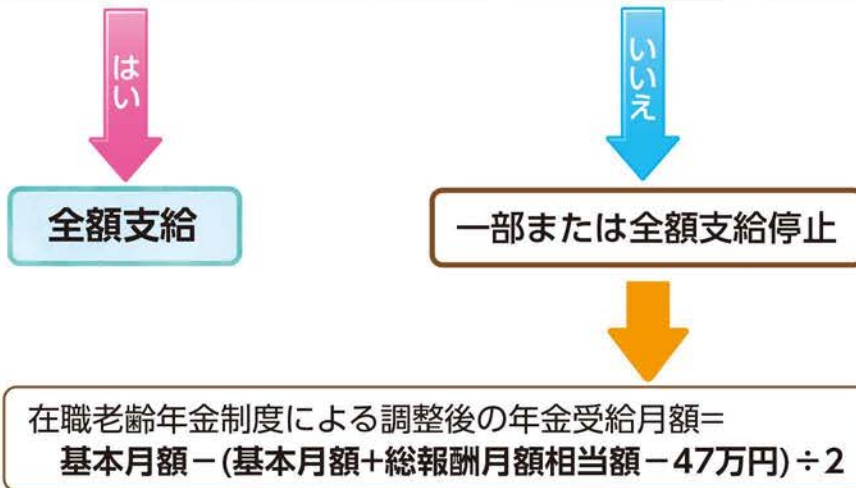 はい
いいえ
全額支給
一部または全額支給停止
在職老齢年金制度による調整後の年金受給月額=
基本月額-(基本月額+総報酬月額相当額-47万円)÷2